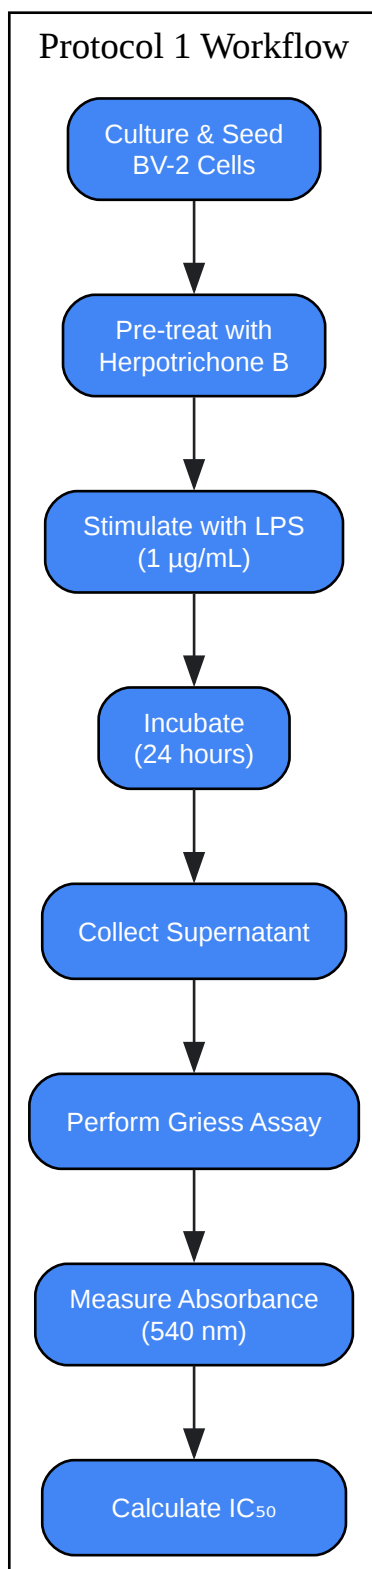 Protocol 1 Workflow
Culture & Seed
BV-2 Cells
Pre-treat with
Herpotrichone B
Stimulate with LPS
(1 µg/mL)
Incubate
(24 hours)
Collect Supernatant
Perform Griess Assay
Measure Absorbance
(540 nm)
Calculate IC₅₀